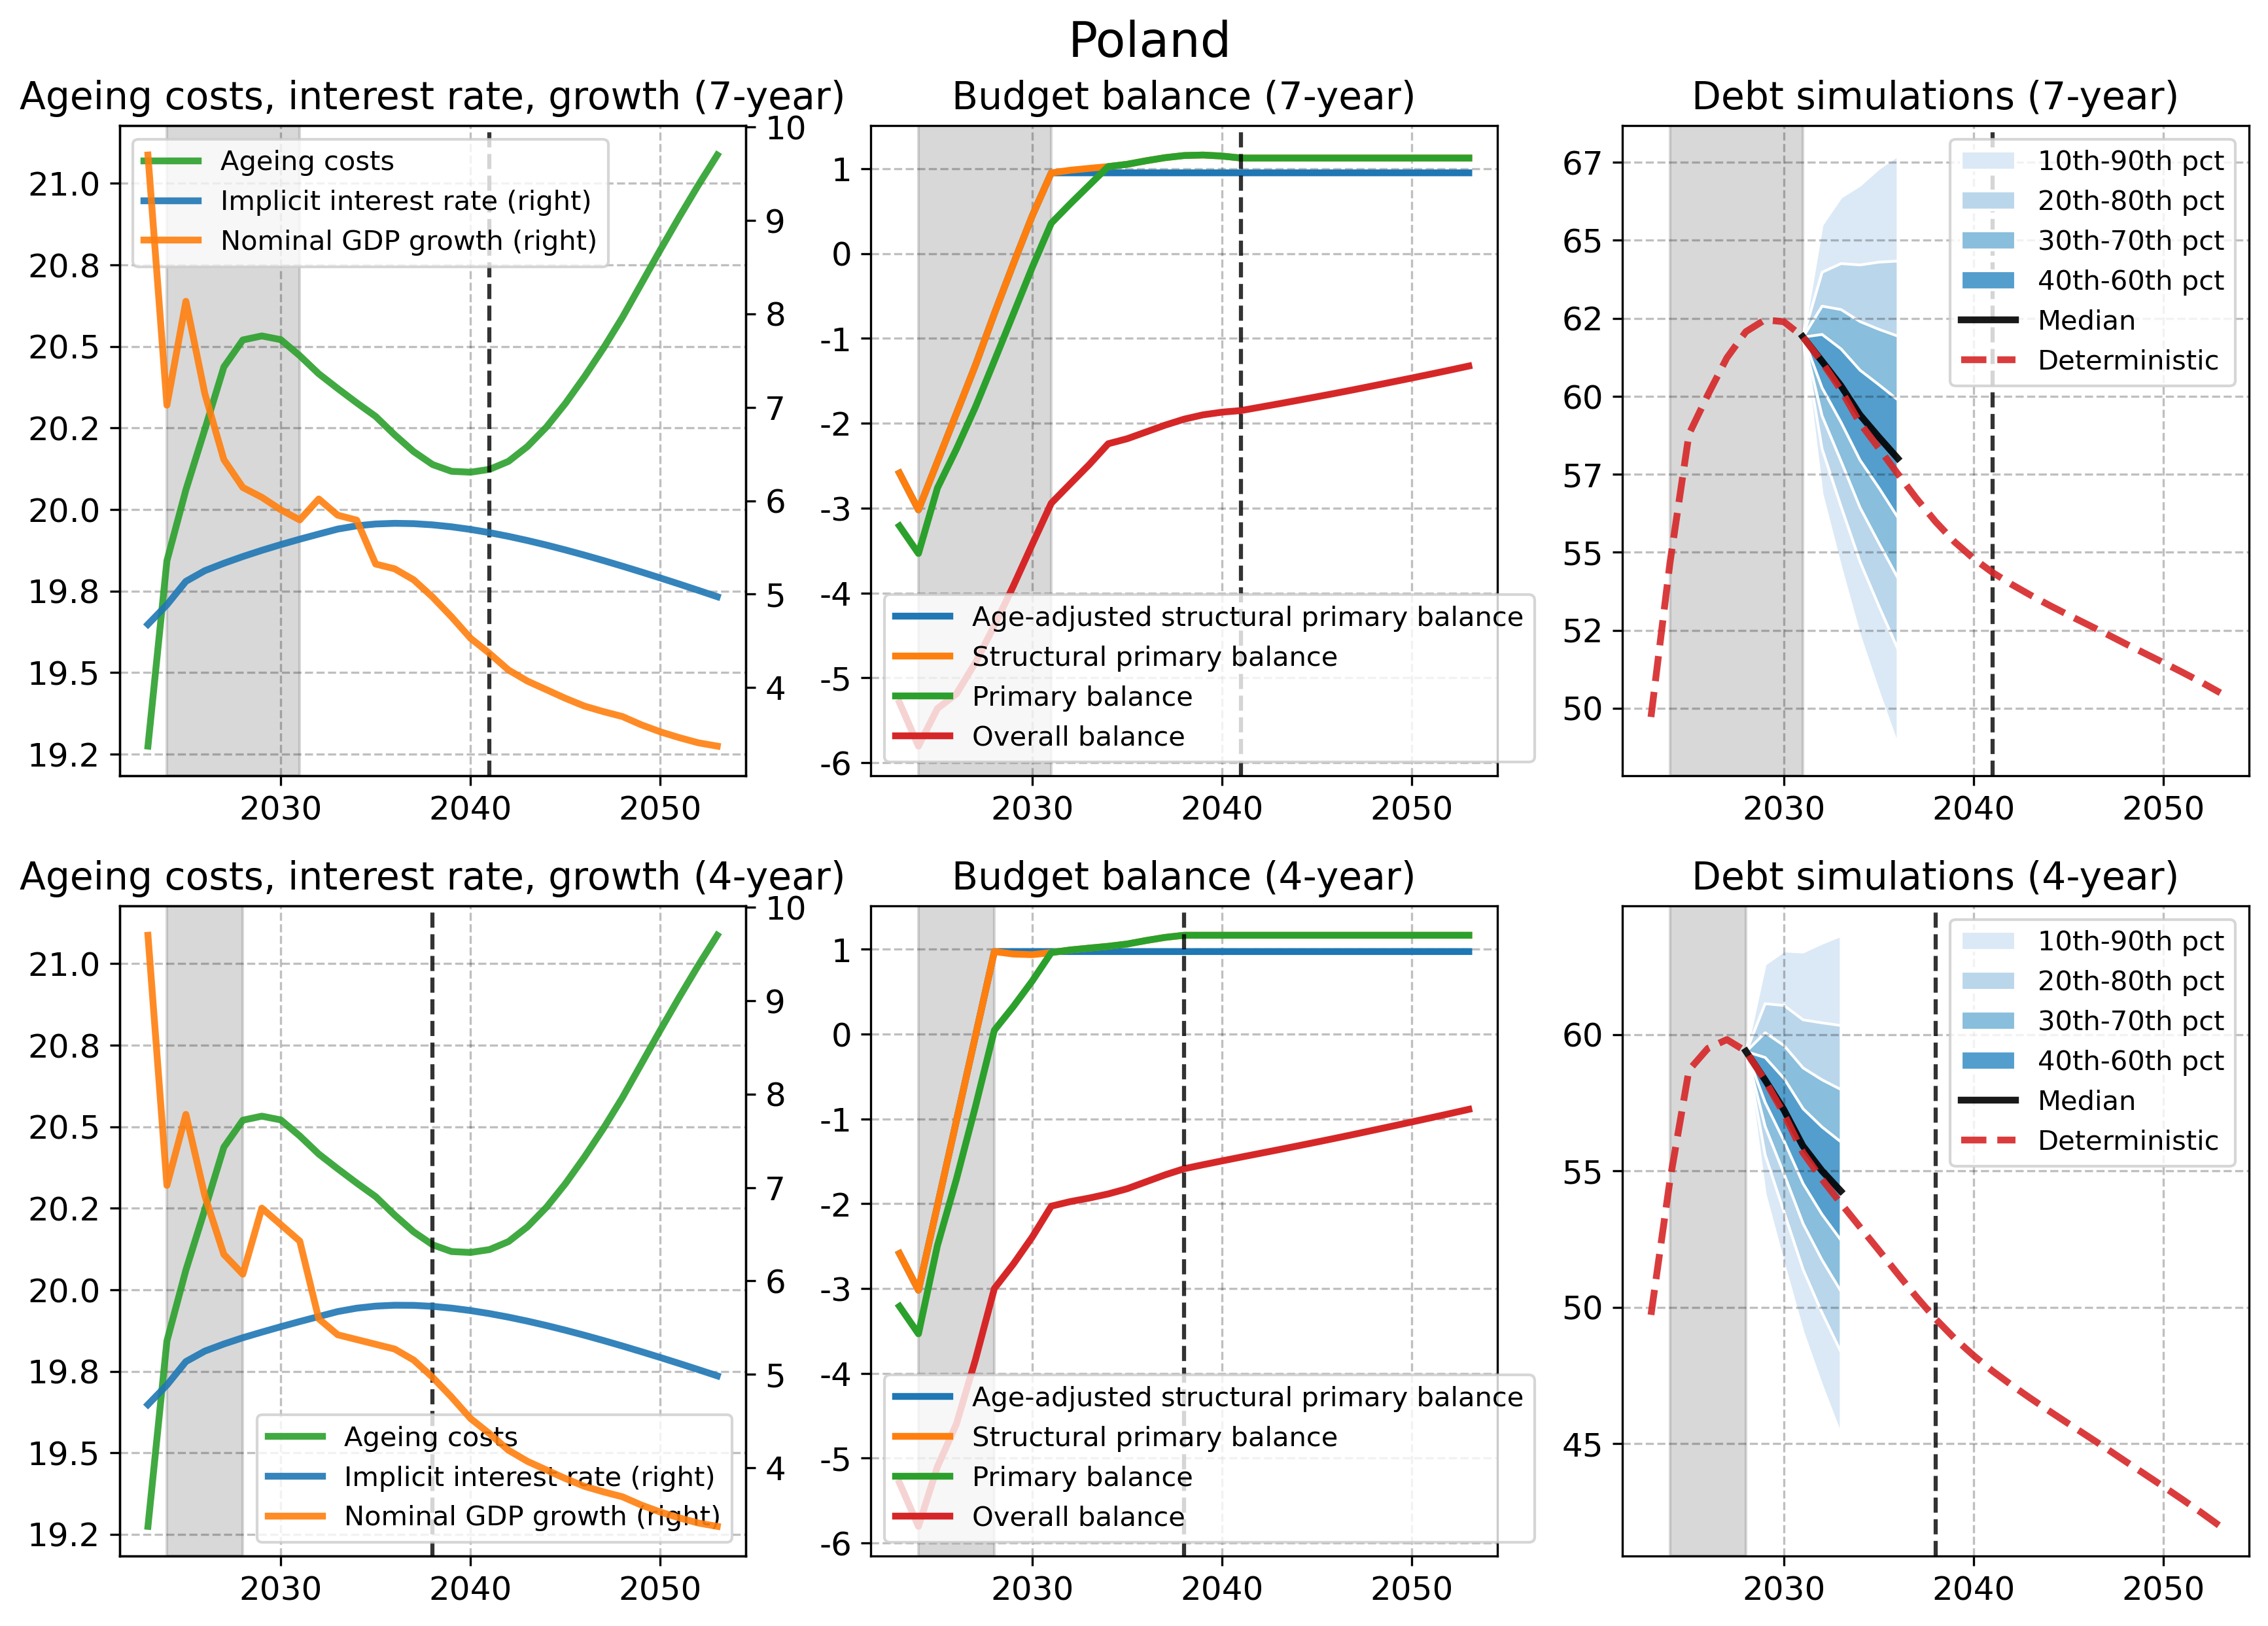 Poland
Ageing costs, interest rate, growth (7-year)
Ageing costs
Implicit interest rate (right)
Nominal GDP growth (right)
21.0
20.8
20.5
20.2
20.0
19.8
19.5
19.2
10
9
8
7
6
5
4
2030
2040
2050
Budget balance (7-year)
1
0
-1
-2
-3
-4
-5
-6
Age-adjusted structural primary balance
Structural primary balance
Primary balance
Overall balance
2030
2040
2050
Debt simulations (7-year)
67
65
62
60
57
55
52
50
10th-90th pct
20th-80th pct
30th-70th pct
40th-60th pct
Median
Deterministic
2030
2040
2050
Ageing costs, interest rate, growth (4-year)
21.0
20.8
20.5
20.2
20.0
19.8
19.5
19.2
10
9
8
7
6
5
4
Ageing costs
Implicit interest rate (right)
Nominal GDP growth (right)
2030
2040
2050
Budget balance (4-year)
1
0
-1
-2
-3
-4
-5
-6
Age-adjusted structural primary balance
Structural primary balance
Primary balance
Overall balance
2030
2040
2050
Debt simulations (4-year)
60
55
50
45
10th-90th pct
20th-80th pct
30th-70th pct
40th-60th pct
Median
Deterministic
2030
2040
2050